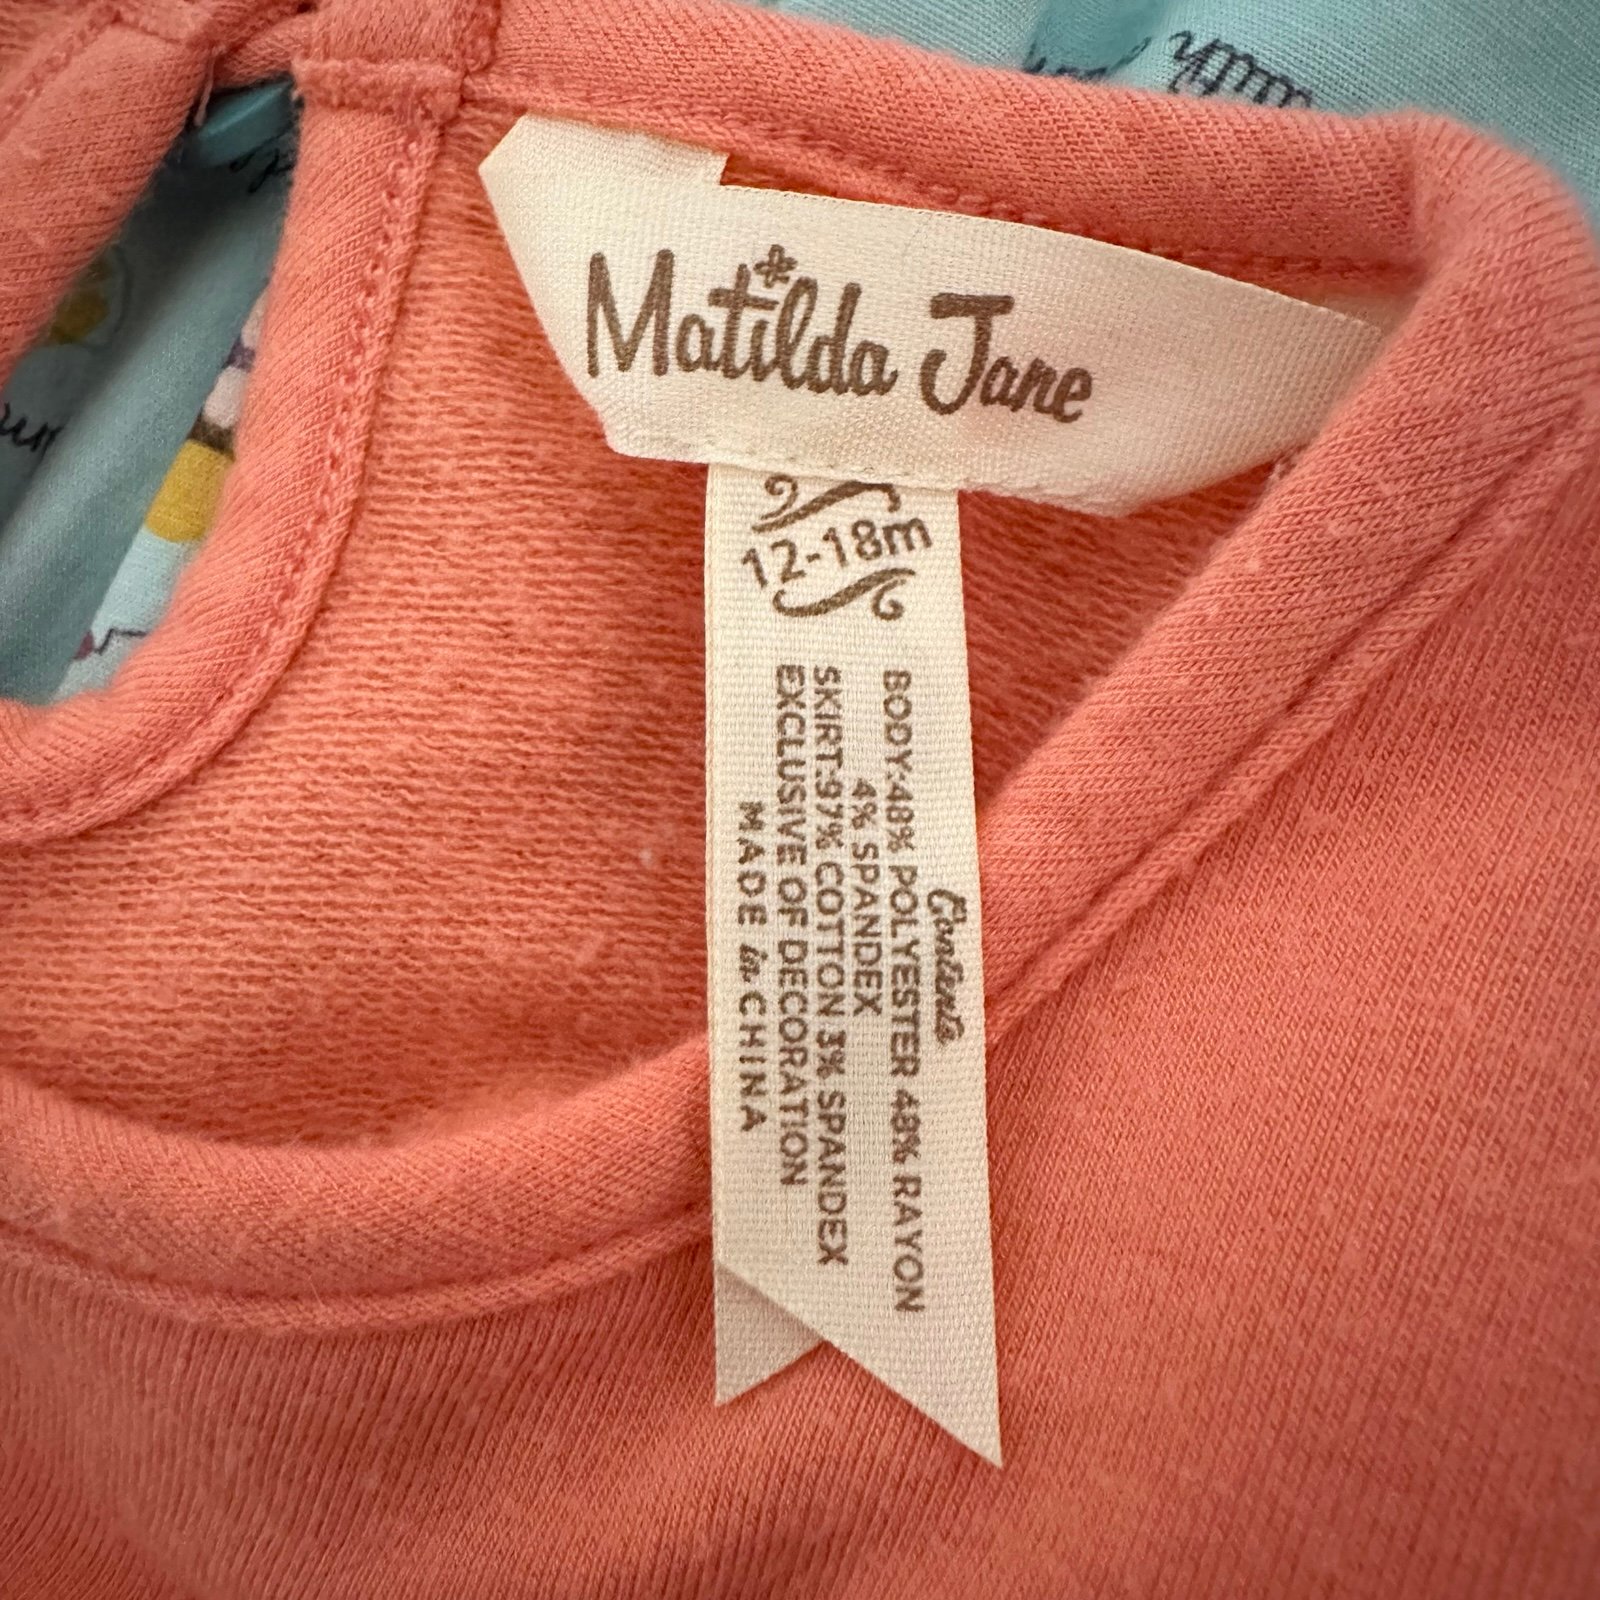 Matilda Jane
12-18m
Contents
BODY:48% POLYESTER 48% RAYON
4% SPANDEX
SKIRT:97% COTTON 3% SPANDEX
EXCLUSIVE OF DECORATION
MADE in CHINA